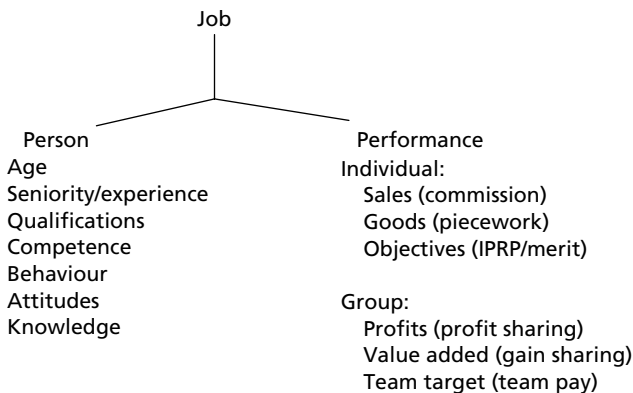 Job
Person
Age
Seniority/experience
Qualifications
Competence
Behaviour
Attitudes
Knowledge
Performance
Individual:
Sales (commission)
Goods (piecework)
Objectives (IPRP/merit)
Group:
Profits (profit sharing)
Value added (gain sharing)
Team target (team pay)